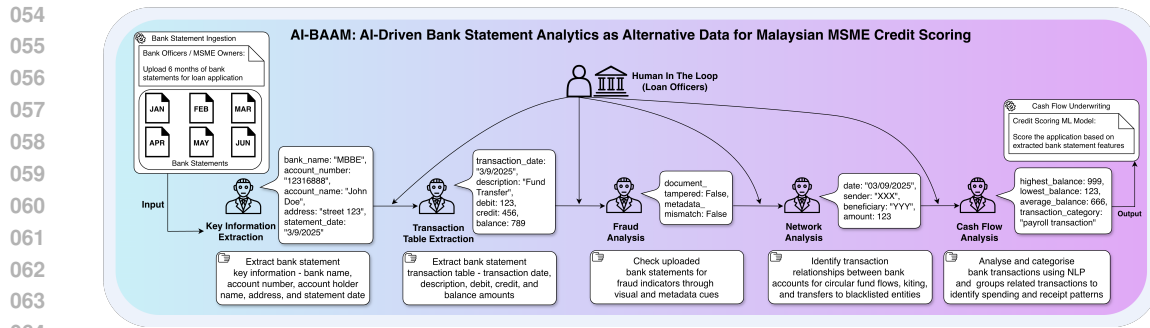 054
055
056
057
058
059
060
061
062
063
AI-BAAM: AI-Driven Bank Statement Analytics as Alternative Data for Malaysian MSME Credit Scoring
Bank Statement Ingestion
Bank Officers / MSME Owners:
Upload 6 months of bank
statements for loan application
JAN
FEB
MAR
APR
MAY
JUN
Bank Statements
Input
Human In The Loop
(Loan Officers)
bank_name: "MBBE",
account_number:
"12316888",
account_name: "John
Doe",
address: "street 123",
statement_date:
"3/9/2025"
Key Information
Extraction
Extract bank statement
key information - bank name,
account number, account holder
name, address, and statement date
transaction_date:
"3/9/2025",
description: "Fund
Transfer",
debit: 123,
credit: 456,
balance: 789
Transaction
Table Extraction
Extract bank statement
transaction table - transaction date,
description, debit, credit, and
balance amounts
document_
tampered: False,
metadata_
mismatch: False
Fraud
Analysis
Check uploaded
bank statements for
fraud indicators through
visual and metadata cues
date: "03/09/2025",
sender: "XXX",
beneficiary: "YYY",
amount: 123
Network
Analysis
Identify transaction
relationships between bank
accounts for circular fund flows, kiting,
and transfers to blacklisted entities
highest_balance: 999,
lowest_balance: 123,
average_balance: 666,
transaction_category:
"payroll transaction"
Cash Flow
Analysis
Analyse and categorise
bank transactions using NLP
and groups related transactions to
identify spending and receipt patterns
Cash Flow Underwriting
Credit Scoring ML Model:
Score the application based on
extracted bank statement features
Output